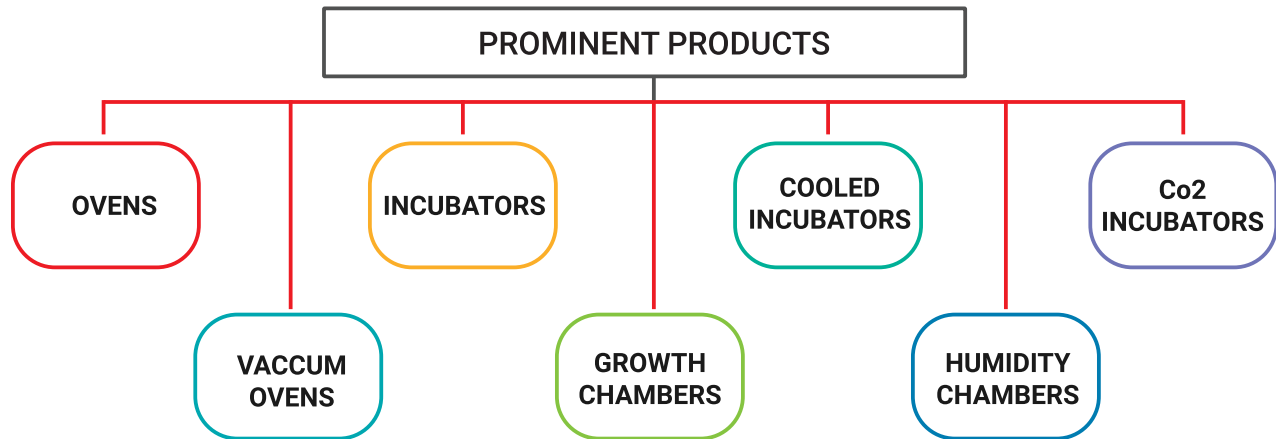 PROMINENT PRODUCTS
OVENS
INCUBATORS
COOLED
INCUBATORS
Co2
INCUBATORS
VACCUM
OVENS
GROWTH
CHAMBERS
HUMIDITY
CHAMBERS